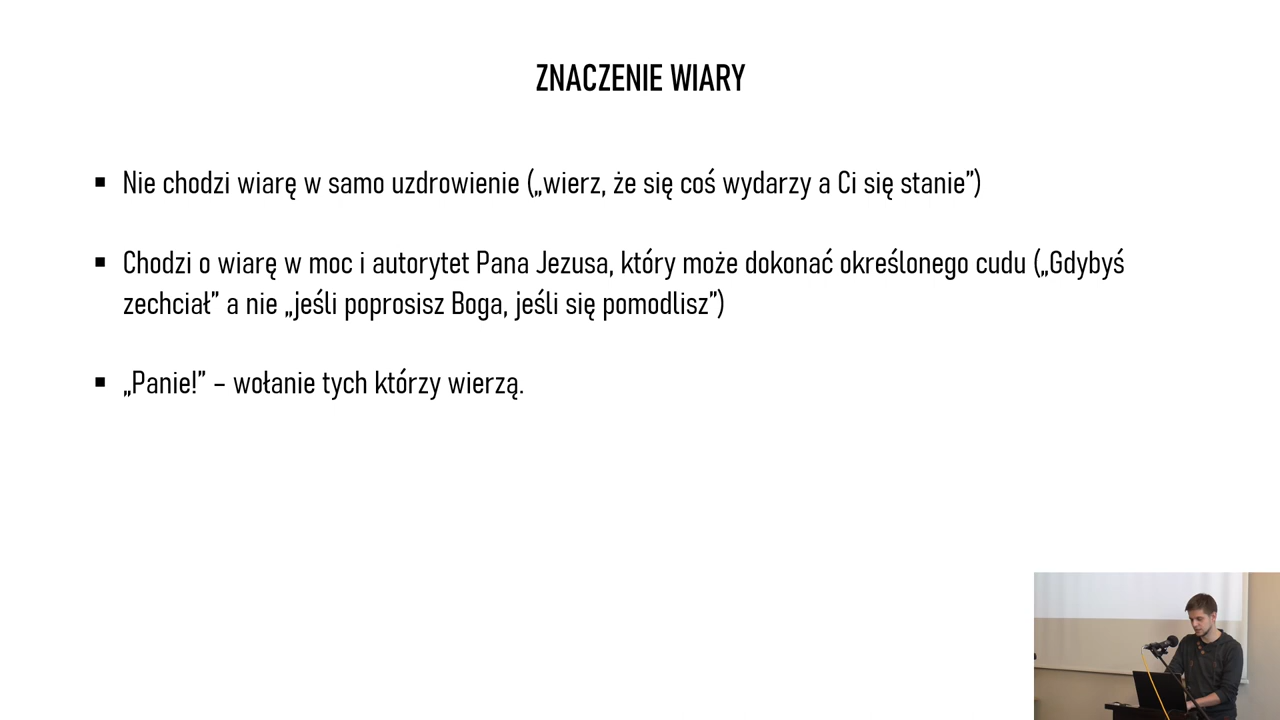 ZNACZENIE WIARY
▪ Nie chodzi wiarę w samo uzdrowienie („wierz, że się coś wydarzy a Ci się stanie”)
▪ Chodzi o wiarę w moc i autorytet Pana Jezusa, który może dokonać określonego cudu („Gdybyś
zechciał” a nie „jeśli poprosisz Boga, jeśli się pomodlisz”)
▪ „Panie!” – wołanie tych którzy wierzą.